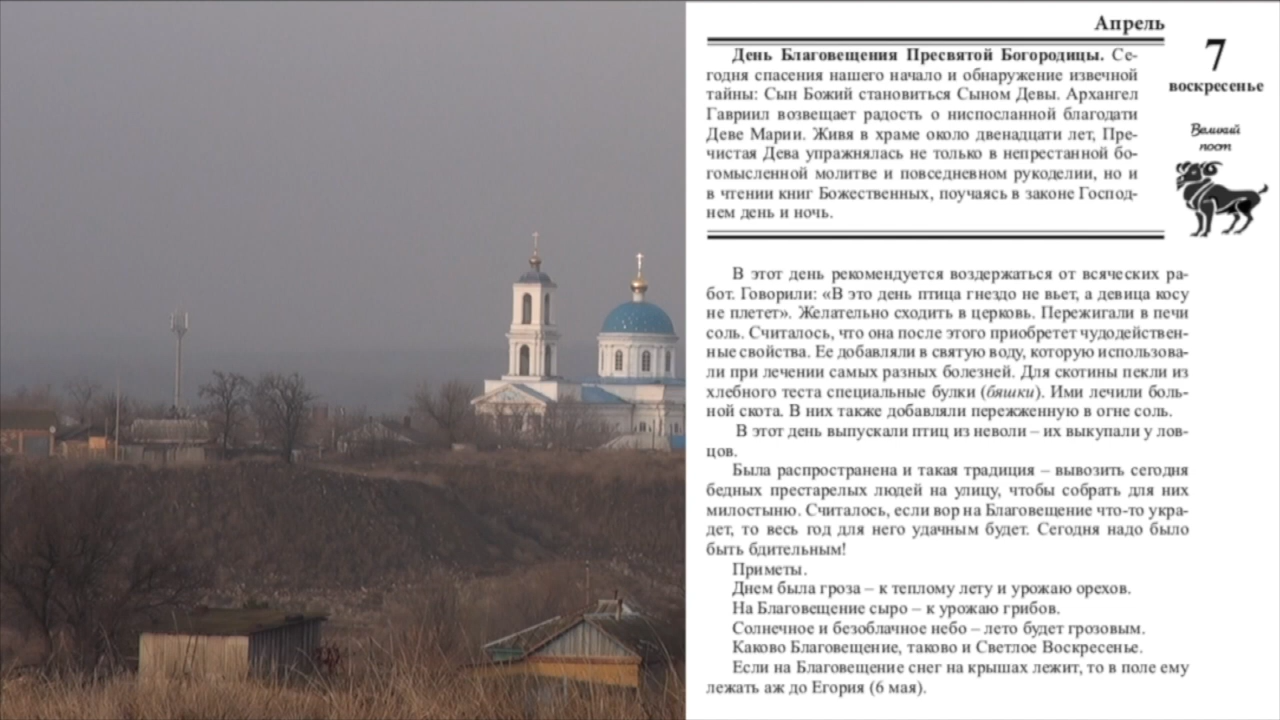 Апрель
7
воскресенье
Великий
пост
День Благовещения Пресвятой Богородицы. Се-
годня спасения нашего начало и обнаружение извечной
тайны: Сын Божий становиться Сыном Девы. Архангел
Гавриил возвещает радость о ниспосланной благодати
Деве Марии. Живя в храме около двенадцати лет, Пре-
чистая Дева упражнялась не только в непрестанной бо-
гомысленной молитве и повседневном рукоделии, но и
в чтении книг Божественных, поучаясь в законе Господ-
нем день и ночь.
В этот день рекомендуется воздержаться от всяческих ра-
бот. Говорили: «В это день птица гнездо не вьет, а девица косу
не плетет». Желательно сходить в церковь. Пережигали в печи
соль. Считалось, что она после этого приобретет чудодействен-
ные свойства. Ее добавляли в святую воду, которую использова-
ли при лечении самых разных болезней. Для скотины пекли из
хлебного теста специальные булки (бяшки). Ими лечили боль-
ной скота. В них также добавляли пережженную в огне соль.
В этот день выпускали птиц из неволи – их выкупали у лов-
цов.
Была распространена и такая традиция – вывозить сегодня
бедных престарелых людей на улицу, чтобы собрать для них
милостыню. Считалось, если вор на Благовещение что-то укра-
дет, то весь год для него удачным будет. Сегодня надо было
быть бдительным!
Приметы.
Днем была гроза – к теплому лету и урожаю орехов.
На Благовещение сыро – к урожаю грибов.
Солнечное и безоблачное небо – лето будет грозовым.
Каково Благовещение, таково и Светлое Воскресенье.
Если на Благовещение снег на крышах лежит, то в поле ему
лежать аж до Егория (6 мая).